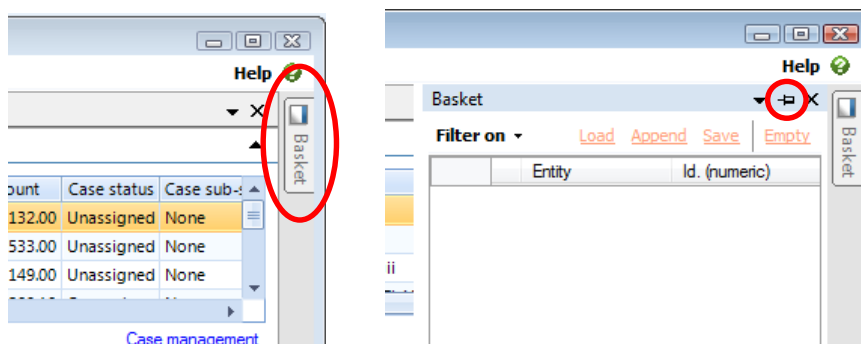 Help
Basket
ount Case status Case sub-s
132.00 Unassigned None
533.00 Unassigned None
149.00 Unassigned None
Case management
Help
Basket
Basket
Filter on Load Append Save Empty
Entity Id. (numeric)
ii